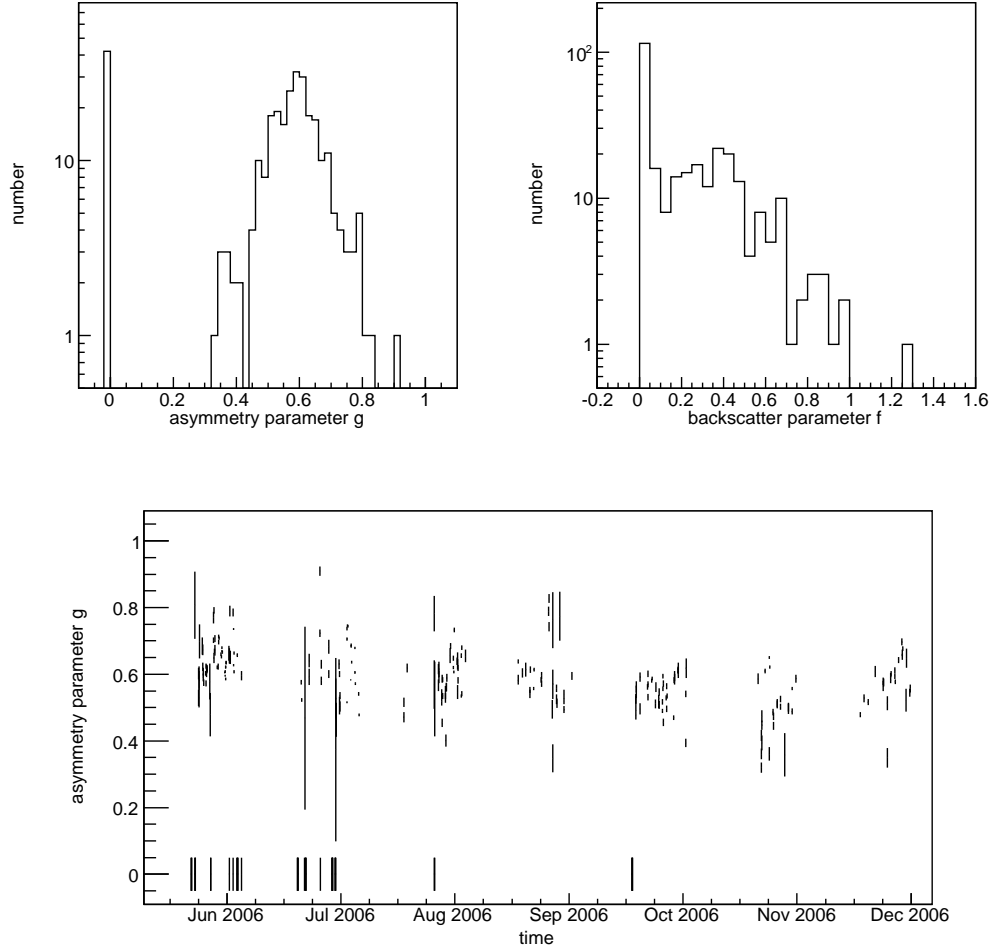 number
10
1
0 0.2 0.4 0.6 0.8 1
asymmetry parameter g
number
10²
10
1
-0.2 0 0.2 0.4 0.6 0.8 1 1.2 1.4 1.6
backscatter parameter f
asymmetry parameter g
1
0.8
0.6
0.4
0.2
0
Jun 2006 Jul 2006 Aug 2006 Sep 2006 Oct 2006 Nov 2006 Dec 2006
time